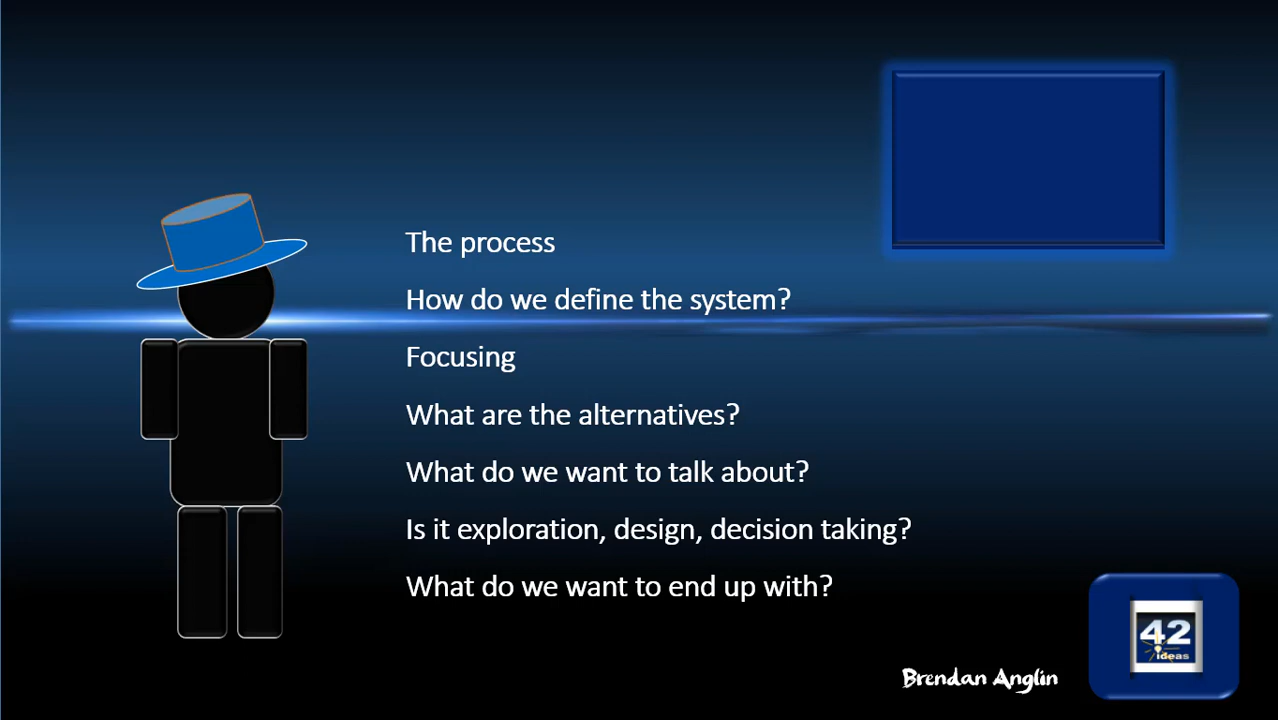 The process
How do we define the system?
Focusing
What are the alternatives?
What do we want to talk about?
Is it exploration, design, decision taking?
What do we want to end up with?
42
ideas
Brendan Anglin